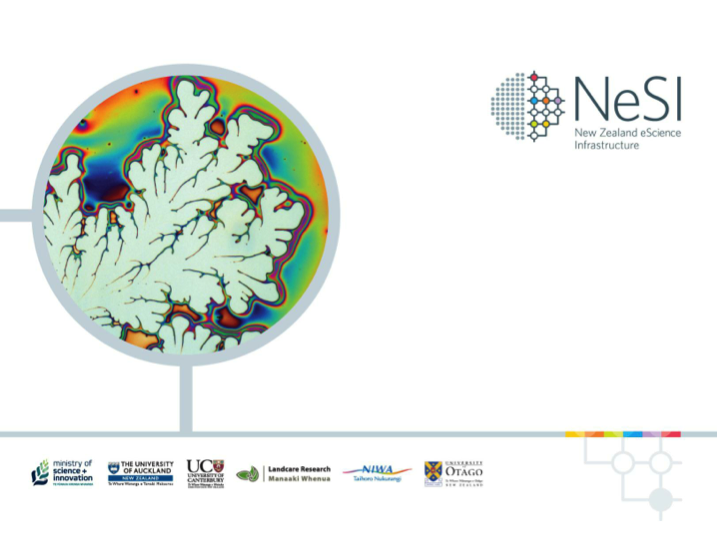 NeSI
New Zealand eScience
Infrastructure
ministry of
science +
innovation
THE UNIVERSITY
OF AUCKLAND
NEW ZEALAND
Te Whare Wānanga o Tāmaki Makaurau
UC
UNIVERSITY OF
CANTERBURY
Landcare Research
Manaaki Whenua
NIWA
Taihoro Nukurangi
UNIVERSITY
OTAGO
NEW ZEALAND